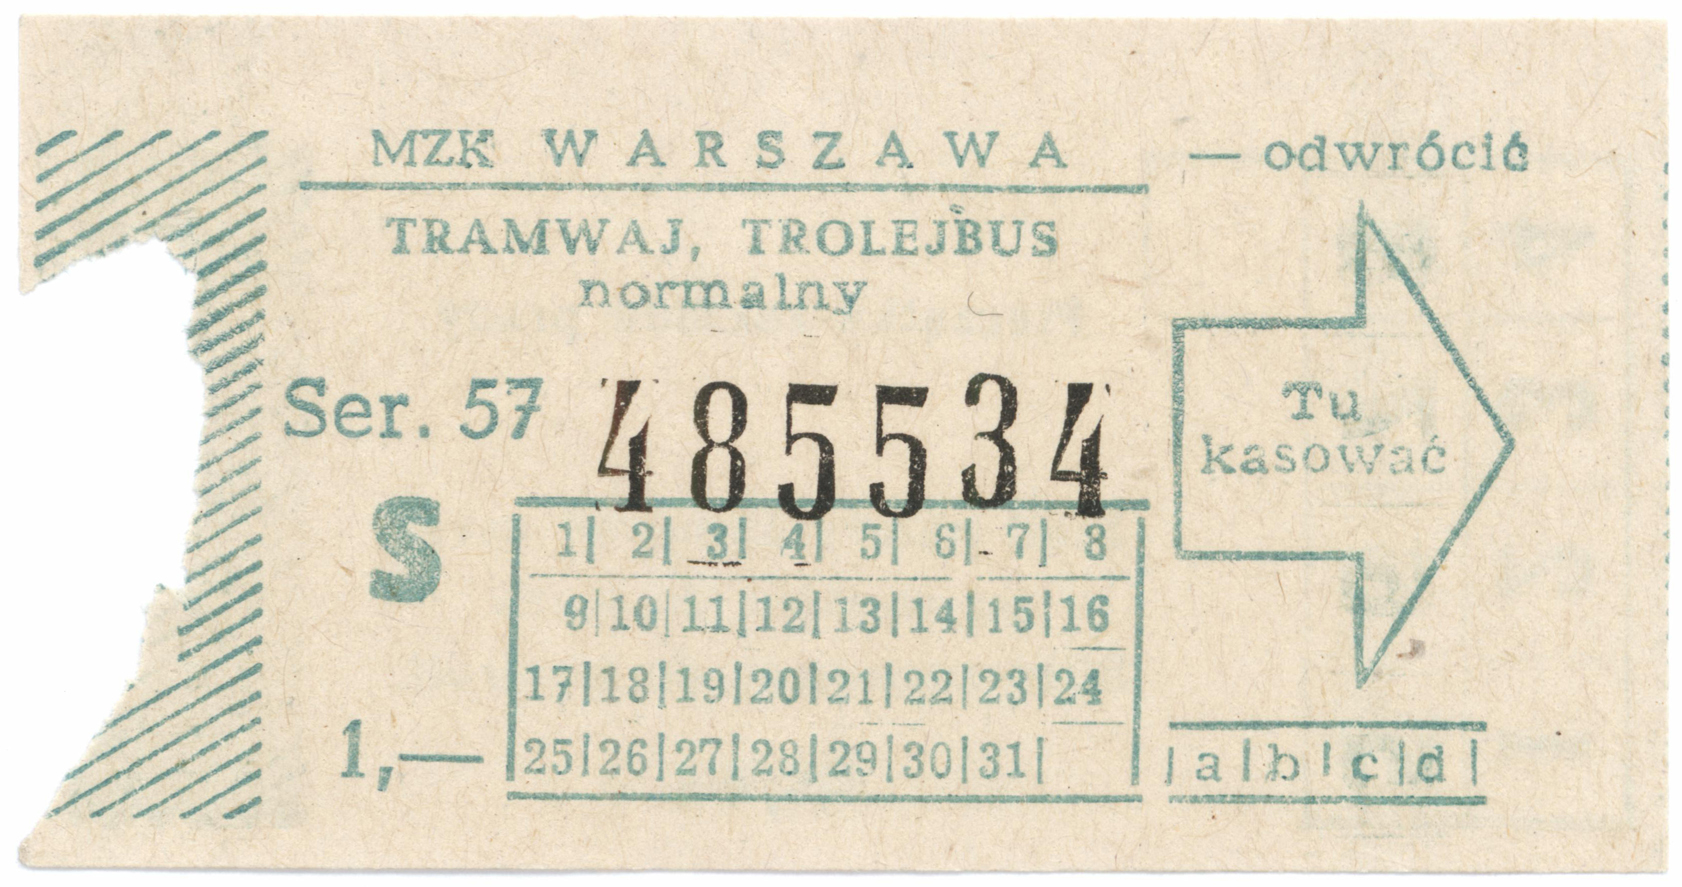 MZK WARSZAWA
— odwrócić
TRAMWAJ, TROLEJBUS
normalny
Ser. 57 485534
Tu
kasować
S
1| 2| 3| 4| 5| 6| 7| 8
9|10|11|12|13|14|15|16
17|18|19|20|21|22|23|24
25|26|27|28|29|30|31|
1,—
|a|b|c|d|